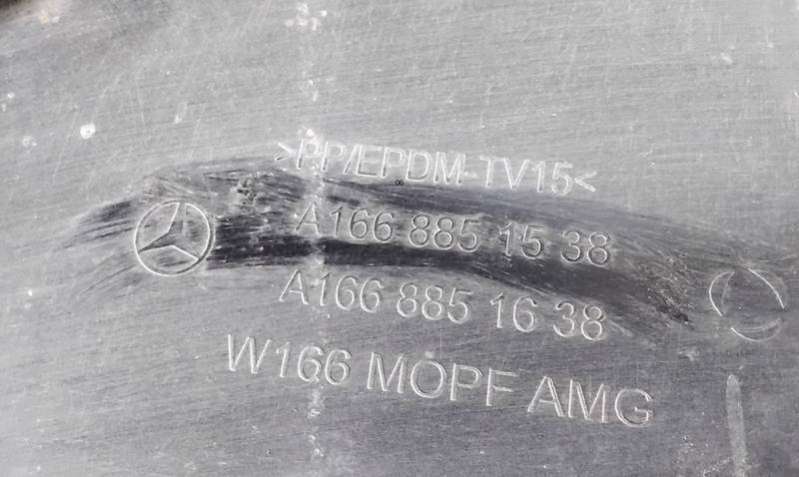 >PP/EPDM-TV15<
A166 885 15 38
A166 885 16 38
W166 MOPF AMG